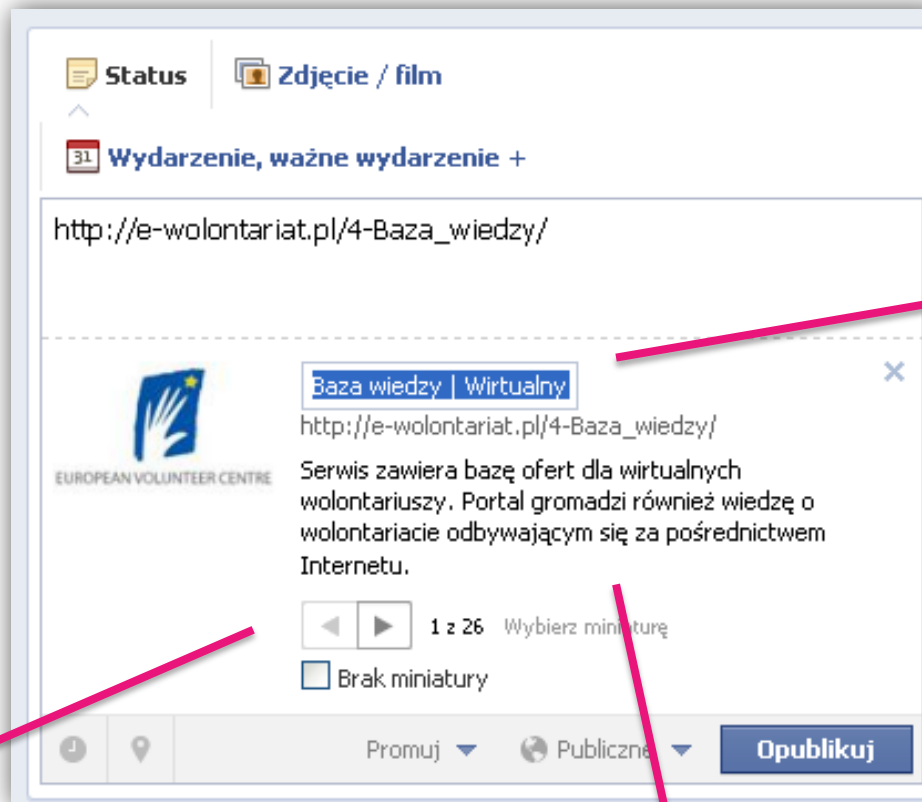 Status Zdjęcie / film
31 Wydarzenie, ważne wydarzenie +
http://e-wolontariat.pl/4-Baza_wiedzy/
Baza wiedzy | Wirtualny
http://e-wolontariat.pl/4-Baza_wiedzy/
EUROPEAN VOLUNTEER CENTRE
Serwis zawiera bazę ofert dla wirtualnych
wolontariuszy. Portal gromadzi również wiedzę o
wolontariacie odbywającym się za pośrednictwem
Internetu.
1 z 26 Wybierz miniaturę
Brak miniatury
Promuj Publiczne Opublikuj